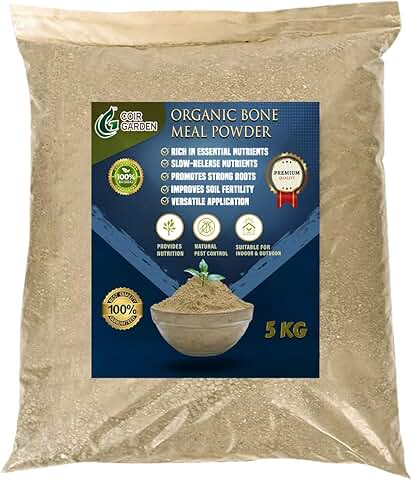 COIR
GARDEN
ORGANIC BONE
MEAL POWDER
RICH IN ESSENTIAL NUTRIENTS
SLOW-RELEASE NUTRIENTS
PROMOTES STRONG ROOTS
IMPROVES SOIL FERTILITY
VERSATILE APPLICATION
100%
PREMIUM
QUALITY
PROVIDES
NUTRITION
NATURAL
PEST CONTROL
SUITABLE FOR
INDOOR & OUTDOOR
100%
5 KG